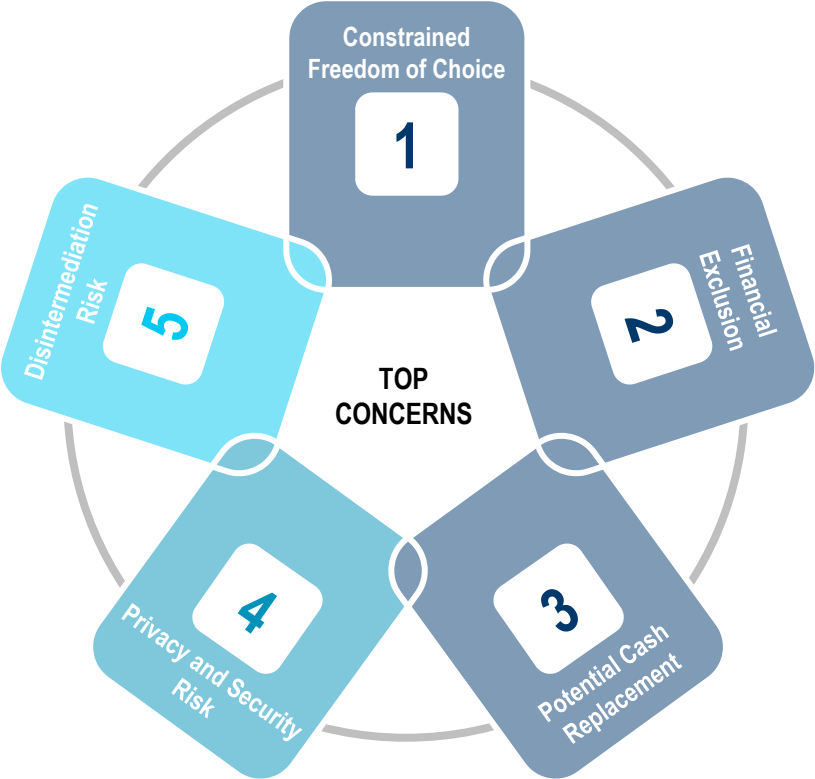 Constrained
Freedom of Choice
1
Financial
Exclusion
2
3
Potential Cash
Replacement
4
Privacy and Security
Risk
Disintermediation
Risk
5
TOP
CONCERNS